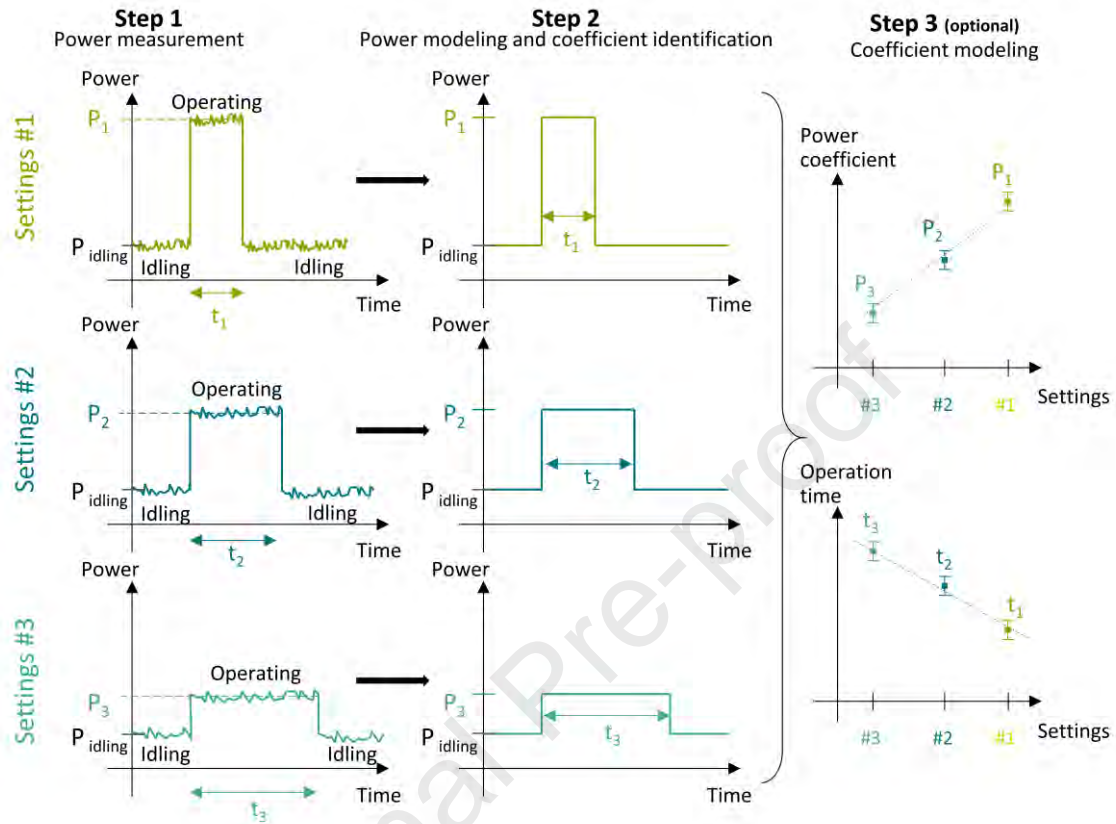 Step 1
Power measurement
Step 2
Power modeling and coefficient identification
Step 3 (optional)
Coefficient modeling
Settings #1
Power
Operating
P1
P idling
Idling
Idling
Time
t1
Power
P1
P idling
t1
Time
Settings #2
Power
Operating
P2
P idling
Idling
Idling
Time
t2
Power
P2
P idling
t2
Time
Settings #3
Power
Operating
P3
P idling
Idling
Idling
Time
t3
Power
P3
P idling
t3
Time
Power
coefficient
P1
P2
P3
#3 #2 #1 Settings
Operation
time
t3
t2
t1
#3 #2 #1 Settings
al Pre-proof